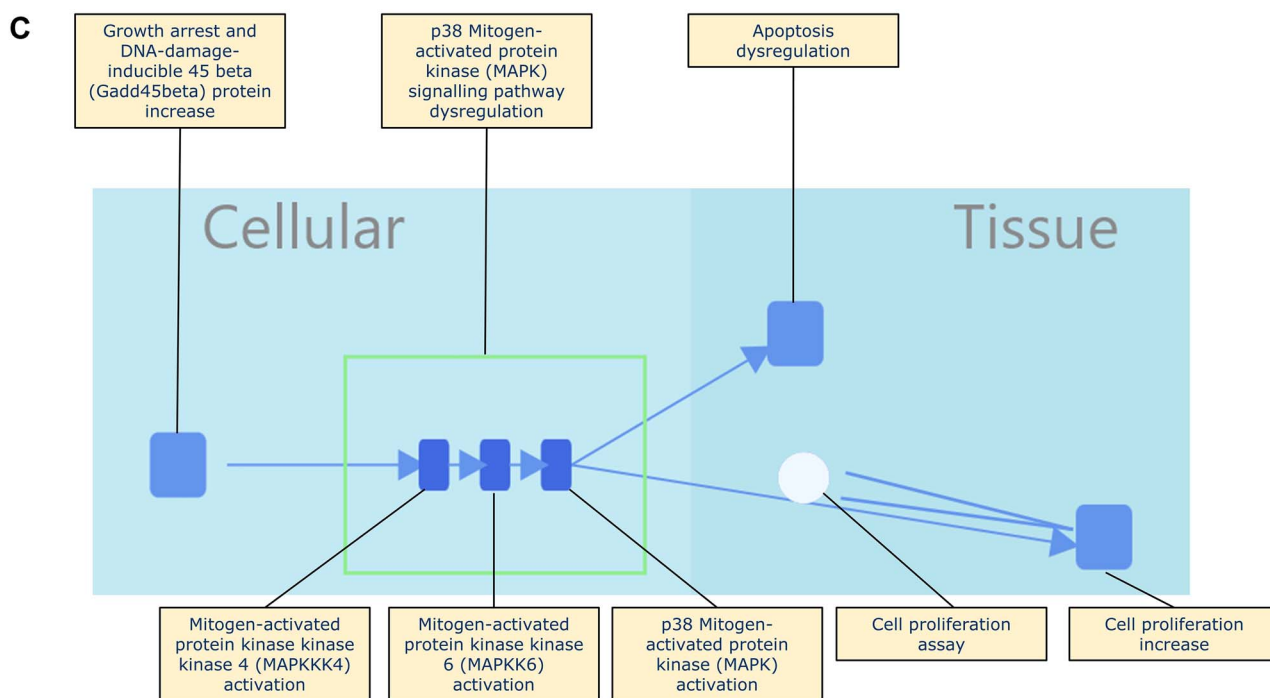 C
Growth arrest and
DNA-damage-
inducible 45 beta
(Gadd45beta) protein
increase
p38 Mitogen-
activated protein
kinase (MAPK)
signalling pathway
dysregulation
Apoptosis
dysregulation
Cellular
Tissue
Mitogen-activated
protein kinase kinase
kinase 4 (MAPKKK4)
activation
Mitogen-activated
protein kinase kinase
6 (MAPKK6)
activation
p38 Mitogen-
activated protein
kinase (MAPK)
activation
Cell proliferation
assay
Cell proliferation
increase